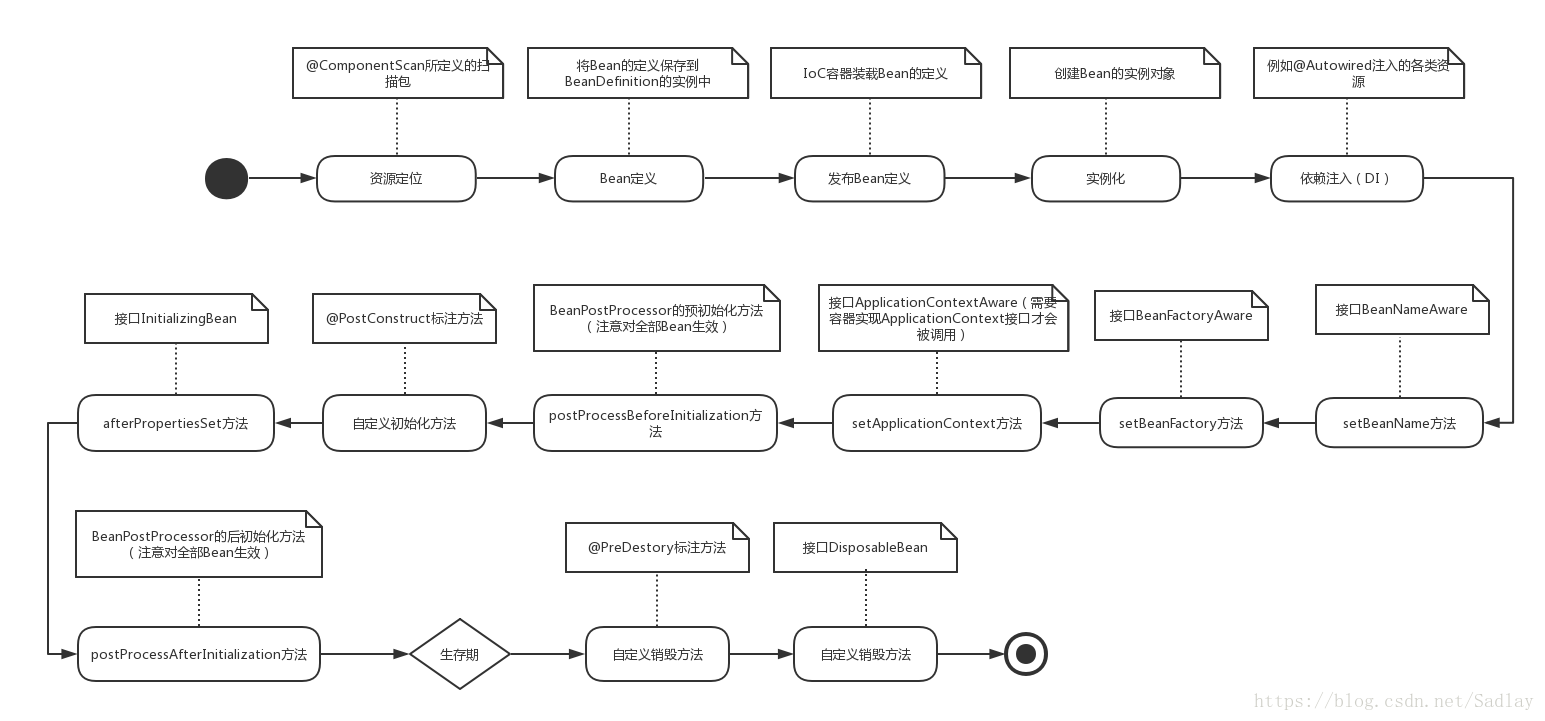 @ComponentScan所定义的扫
描包
将Bean的定义保存到
BeanDefinition的实例中
IoC容器装载Bean的定义
创建Bean的实例对象
例如@Autowired注入的各类资
源
资源定位
Bean定义
发布Bean定义
实例化
依赖注入（DI）
接口InitializingBean
@PostConstruct标注方法
BeanPostProcessor的预初始化方法
（注意对全部Bean生效）
接口ApplicationContextAware（需要
容器实现ApplicationContext接口才会
被调用）
接口BeanFactoryAware
接口BeanNameAware
afterPropertiesSet方法
自定义初始化方法
postProcessBeforeInitialization方
法
setApplicationContext方法
setBeanFactory方法
setBeanName方法
BeanPostProcessor的后初始化方法
（注意对全部Bean生效）
@PreDestory标注方法
接口DisposableBean
postProcessAfterInitialization方法
生存期
自定义销毁方法
自定义销毁方法
https://blog.csdn.net/Sadlay